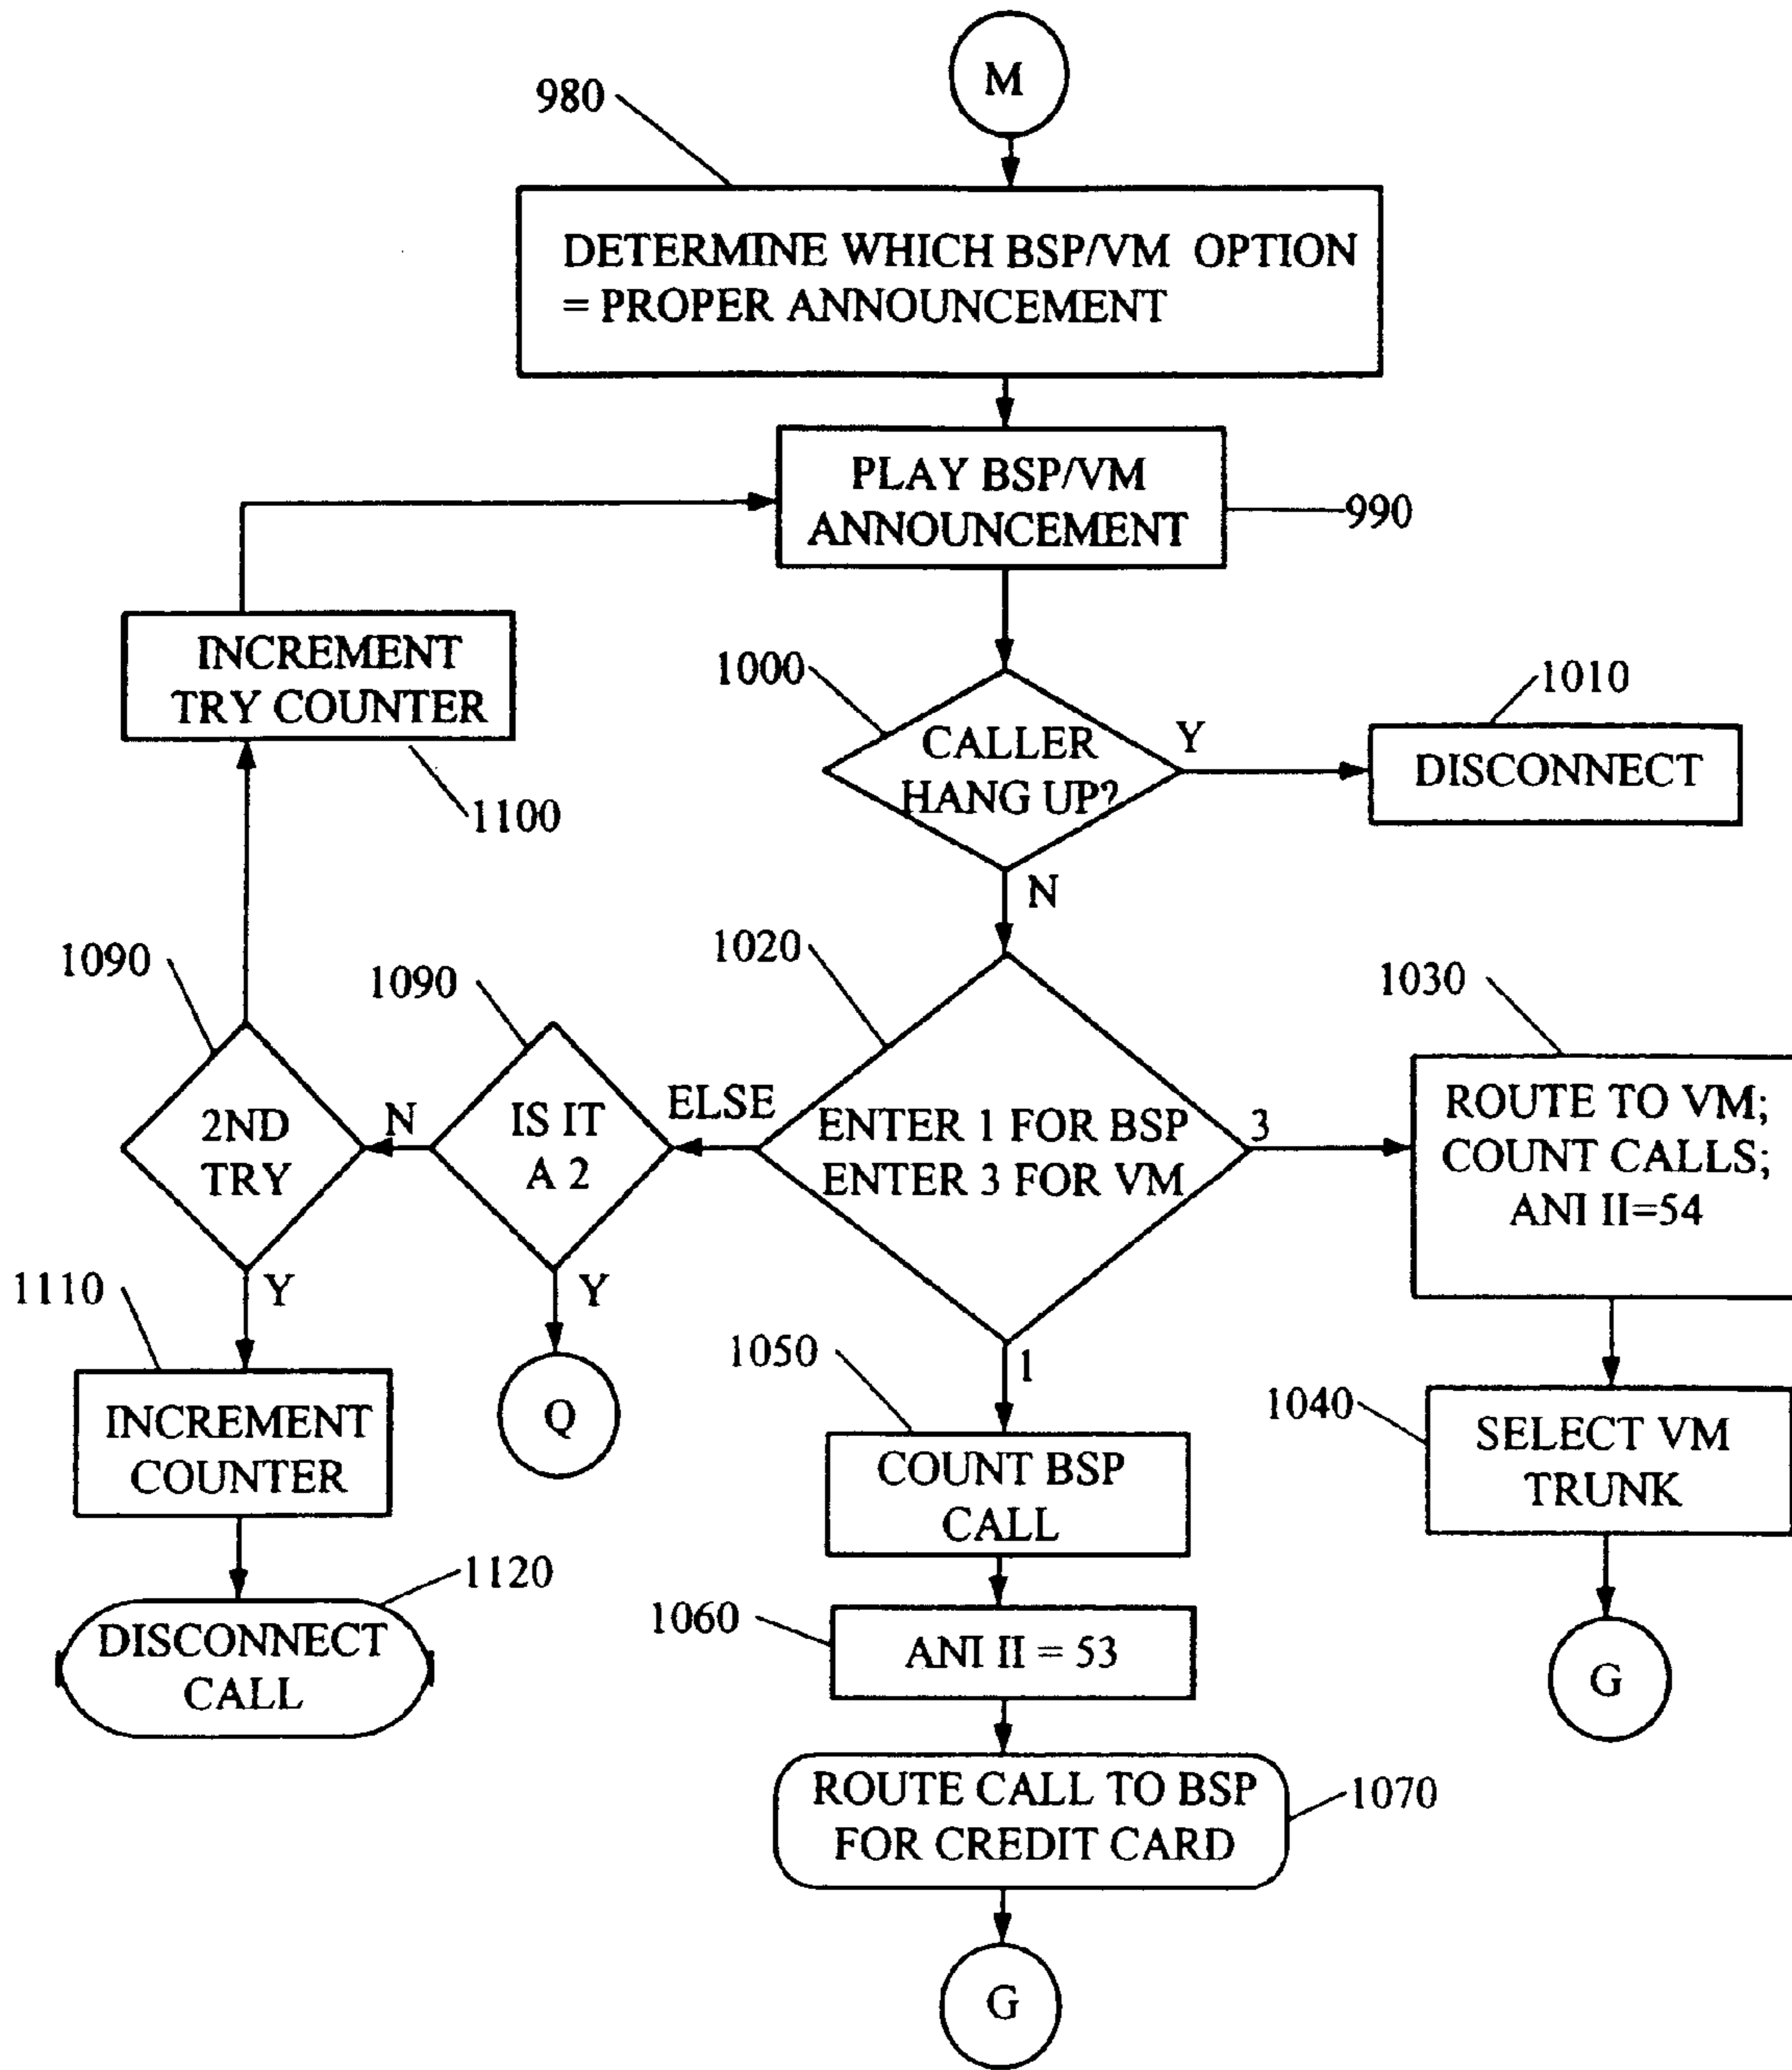 M
980
DETERMINE WHICH BSP/VM OPTION
= PROPER ANNOUNCEMENT
PLAY BSP/VM
ANNOUNCEMENT
990
INCREMENT
TRY COUNTER
1100
1000
CALLER
HANG UP?
Y
1010
DISCONNECT
N
1090
2ND
TRY
N
1090
IS IT
A 2
ELSE
1020
ENTER 1 FOR BSP
ENTER 3 FOR VM
3
1030
ROUTE TO VM;
COUNT CALLS;
ANI II=54
Y
Y
1
1110
INCREMENT
COUNTER
Q
1050
COUNT BSP
CALL
1040
SELECT VM
TRUNK
1120
DISCONNECT
CALL
1060
ANI II = 53
G
ROUTE CALL TO BSP
FOR CREDIT CARD
1070
G